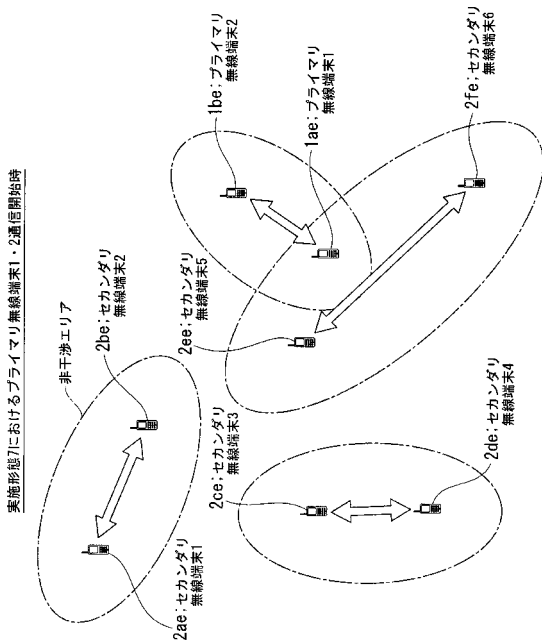 実施形態7におけるプライマリ無線端末1・2通信開始時
非干渉エリア
2ae;セカンダリ
無線端末1
2be;セカンダリ
無線端末2
2ce;セカンダリ
無線端末3
2de;セカンダリ
無線端末4
2ee;セカンダリ
無線端末5
1be;プライマリ
無線端末2
1ae;プライマリ
無線端末1
2fe;セカンダリ
無線端末6